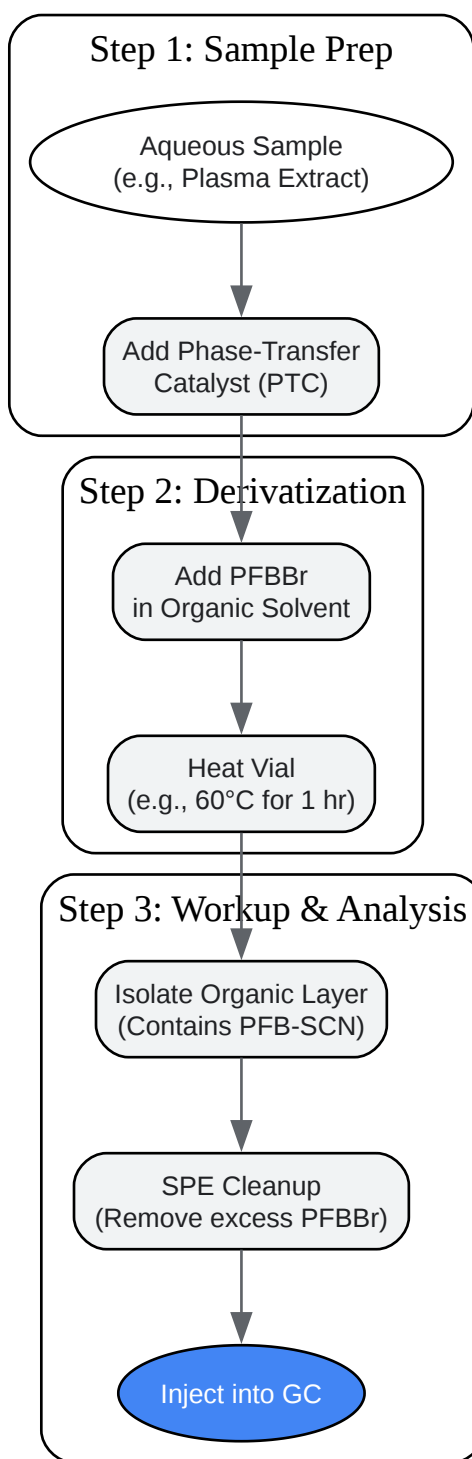 Step 1: Sample Prep
Aqueous Sample
(e.g., Plasma Extract)
Add Phase-Transfer
Catalyst (PTC)
Step 2: Derivatization
Add PFBBr
in Organic Solvent
Heat Vial
(e.g., 60°C for 1 hr)
Step 3: Workup & Analysis
Isolate Organic Layer
(Contains PFB-SCN)
SPE Cleanup
(Remove excess PFBBr)
Inject into GC